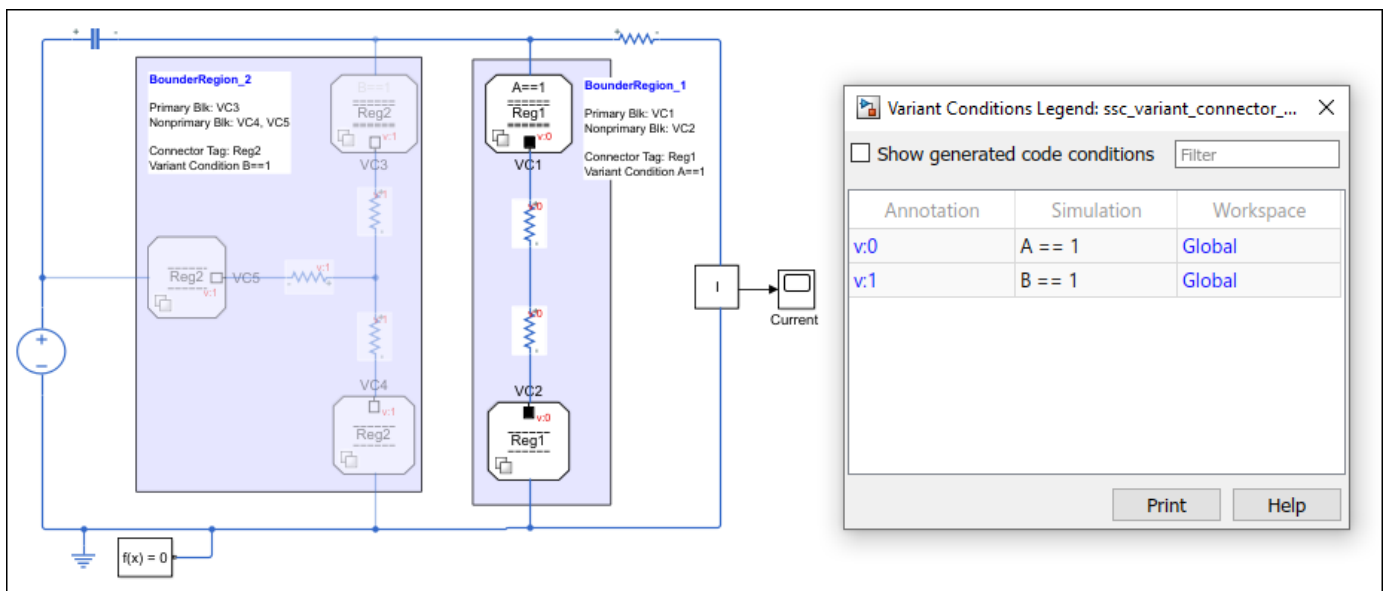 +
-
+
-
BounderRegion_2
Primary Blk: VC3
Nonprimary Blk: VC4, VC5
Connector Tag: Reg2
Variant Condition B==1
B==1
Reg2
v:1
VC3
v:1
Reg2
v:1
VC5
v:1
v:1
VC4
v:1
Reg2
A==1
Reg1
v:0
VC1
BounderRegion_1
Primary Blk: VC1
Nonprimary Blk: VC2
Connector Tag: Reg1
Variant Condition A==1
v:0
v:0
VC2
v:0
Reg1
I
Current
+
−
f(x) = 0
Variant Conditions Legend: ssc_variant_connector_...
Show generated code conditions
Filter
Annotation Simulation Workspace
v:0 A == 1 Global
v:1 B == 1 Global
Print Help